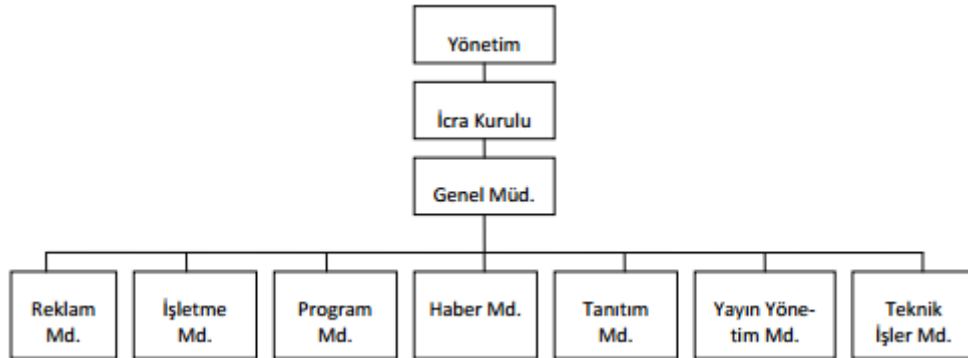 Yönetim
İcra Kurulu
Genel Müd.
Reklam
Md.
İşletme
Md.
Program
Md.
Haber Md.
Tanıtım
Md.
Yayın Yöne-
tim Md.
Teknik
İşler Md.